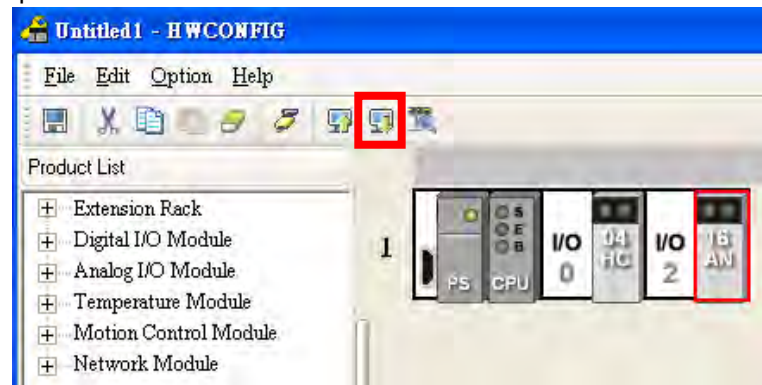 Untitled1 - HWCONFIG
File Edit Option Help
Product List
Extension Rack
Digital I/O Module
Analog I/O Module
Temperature Module
Motion Control Module
Network Module
1
PS
S
E
B
CPU
I/O
0
04
HC
I/O
2
16
AN